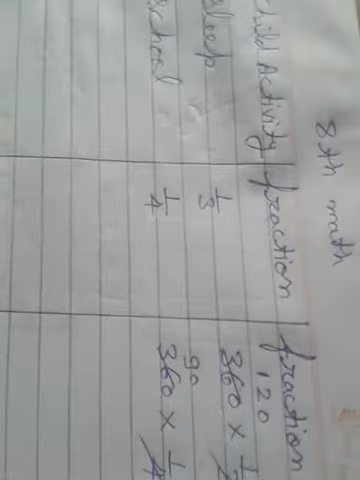 8th math
child Activity fraction fraction
120
sleep 1/3 360 × 1/3
90
school 1/4 360 × 1/4